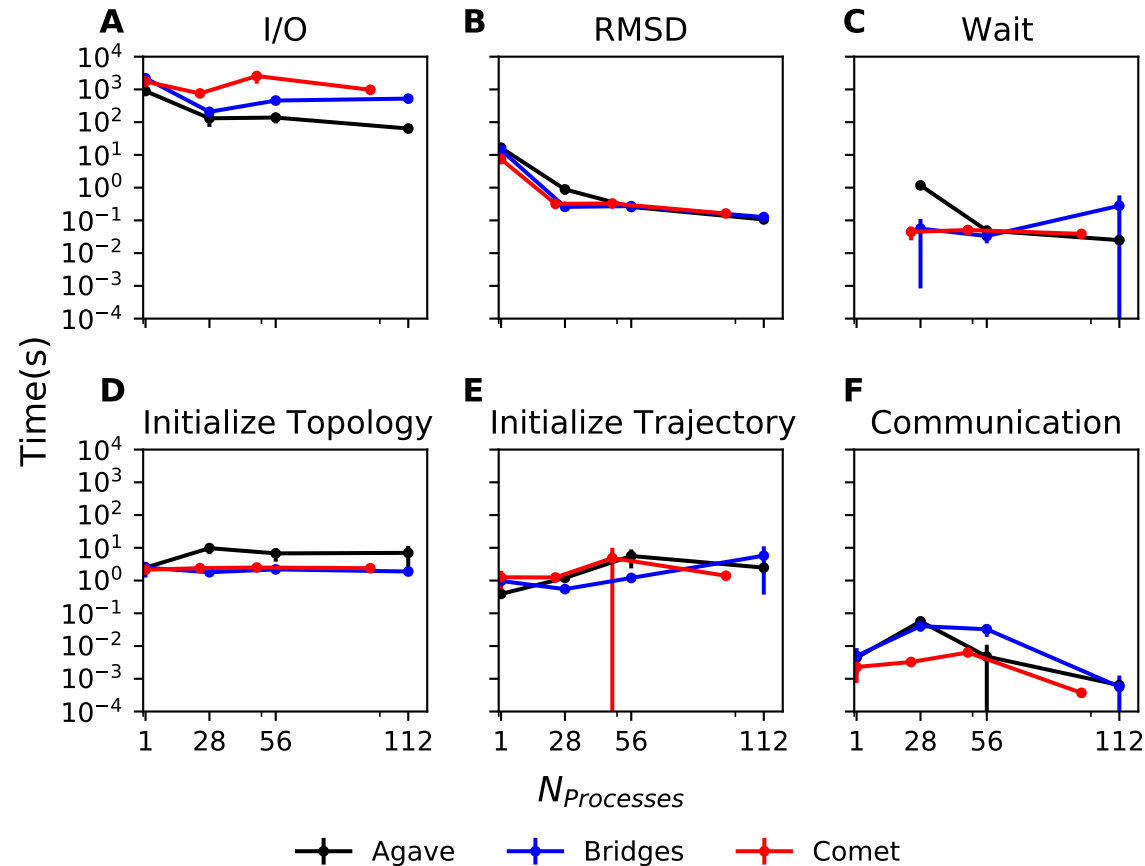 A I/O
B RMSD
C Wait
10^4
10^3
10^2
10^1
10^0
10^-1
10^-2
10^-3
10^-4
Time(s)
D Initialize Topology
E Initialize Trajectory
F Communication
10^4
10^3
10^2
10^1
10^0
10^-1
10^-2
10^-3
10^-4
1 28 56 112
1 28 56 112
1 28 56 112
N_Processes
Agave Bridges Comet